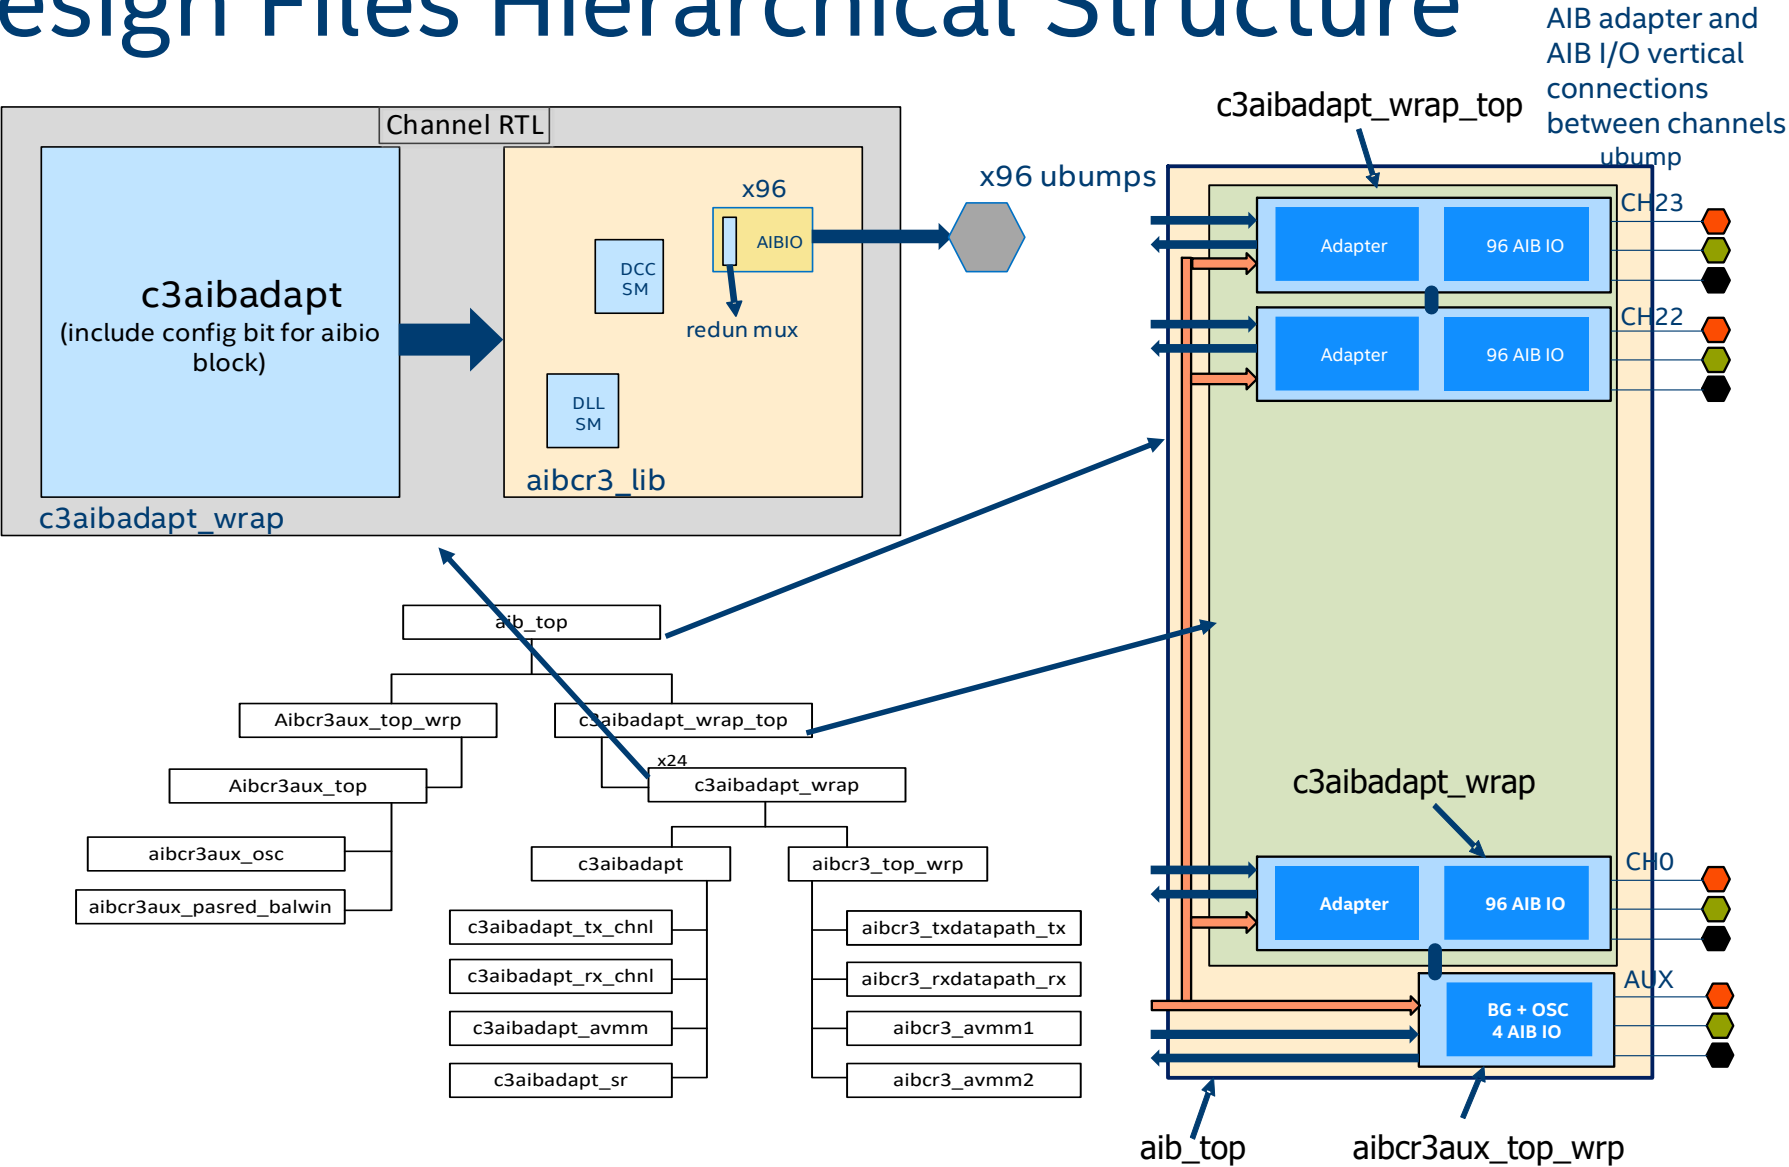 esign Files Hierarchical Structure
AIB adapter and
AIB I/O vertical
connections
between channels
ubump
c3aibadapt_wrap_top
Channel RTL
c3aibadapt
(include config bit for aibio
block)
x96
AIBIO
DCC
SM
redun mux
DLL
SM
aibcr3_lib
c3aibadapt_wrap
x96 ubumps
CH23
Adapter
96 AIB IO
CH22
Adapter
96 AIB IO
c3aibadapt_wrap
CH0
Adapter
96 AIB IO
AUX
BG + OSC
4 AIB IO
aib_top
aibcr3aux_top_wrp
aib_top
Aibcr3aux_top_wrp
c3aibadapt_wrap_top
x24
Aibcr3aux_top
c3aibadapt_wrap
aibcr3aux_osc
c3aibadapt
aibcr3_top_wrp
aibcr3aux_pasred_balwin
c3aibadapt_tx_chnl
aibcr3_txdatapath_tx
c3aibadapt_rx_chnl
aibcr3_rxdatapath_rx
c3aibadapt_avmm
aibcr3_avmm1
c3aibadapt_sr
aibcr3_avmm2